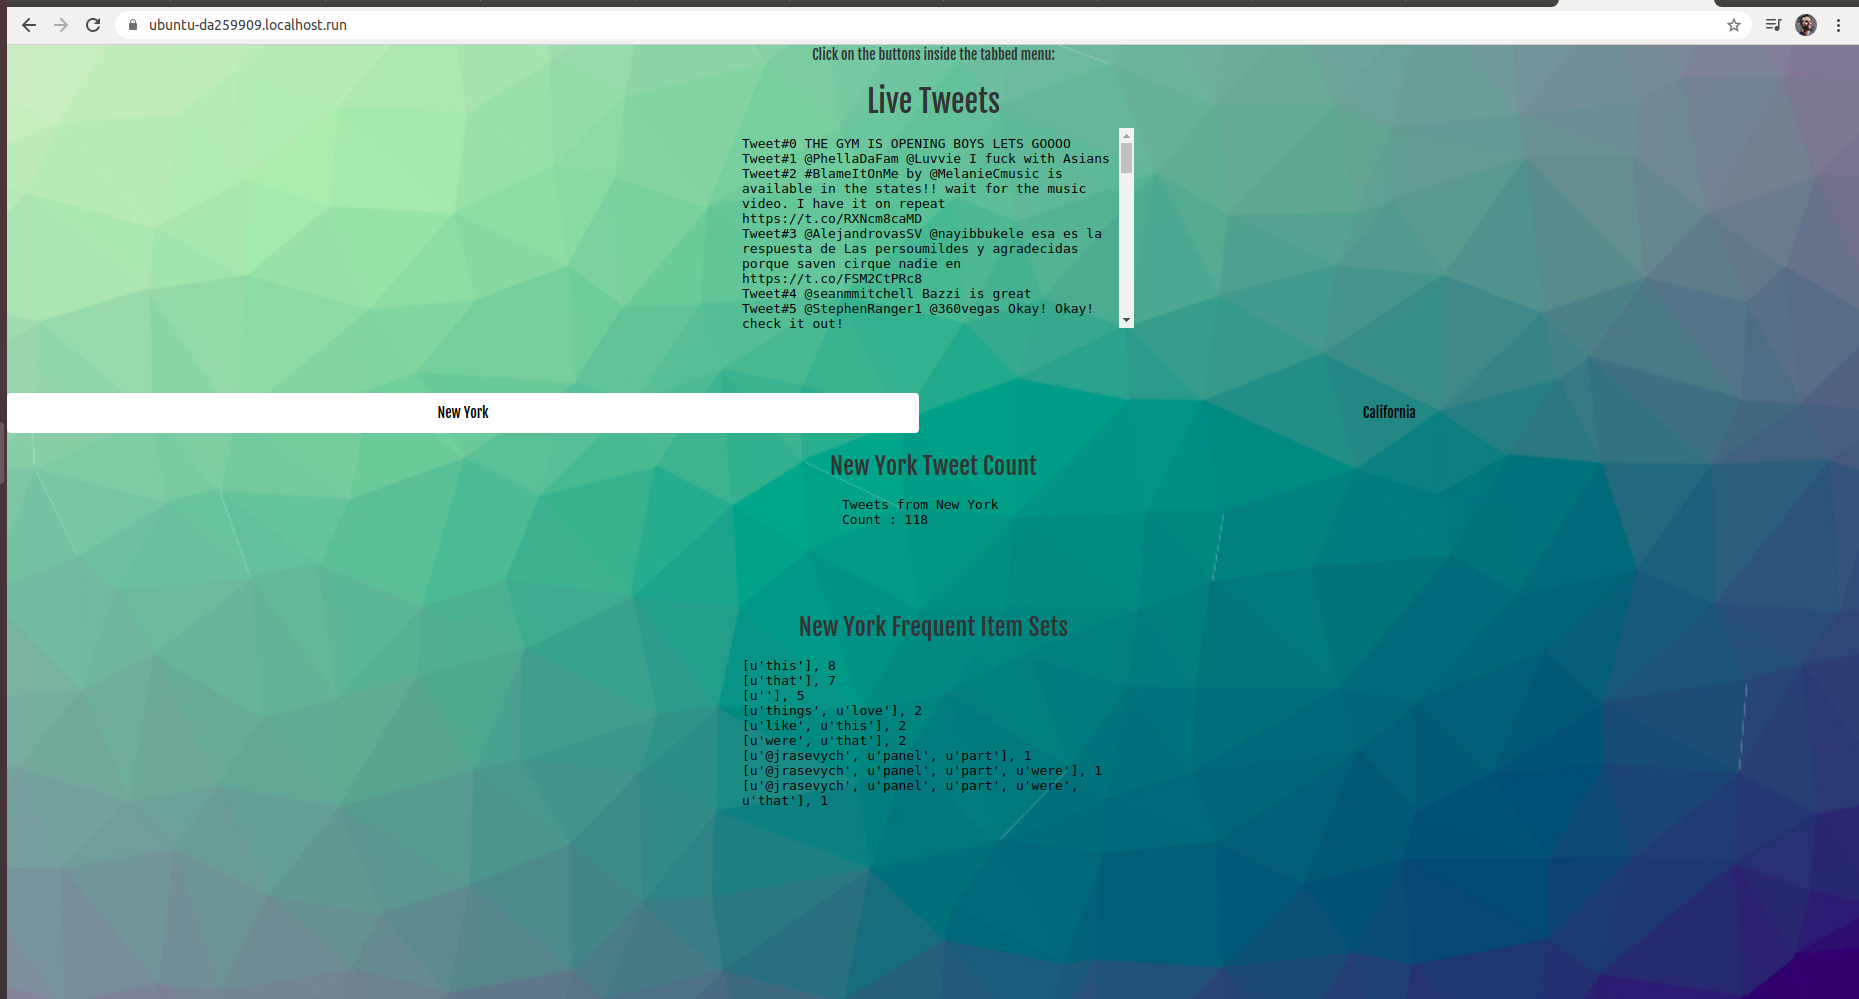 ubuntu-da259909.localhost.run
Click on the buttons inside the tabbed menu:
Live Tweets
Tweet#0 THE GYM IS OPENING BOYS LETS GOOOO
Tweet#1 @PhellaDaFam @Luvvie I fuck with Asians
Tweet#2 #BlameItOnMe by @MelanieCmusic is
available in the states!! wait for the music
video. I have it on repeat
https://t.co/RXNcm8caMD
Tweet#3 @AlejandrovasSV @nayibbukele esa es la
respuesta de Las persoumildes y agradecidas
porque saven cirque nadie en
https://t.co/FSM2CtPRc8
Tweet#4 @seanmmitchell Bazzi is great
Tweet#5 @StephenRanger1 @360vegas Okay! Okay!
check it out!
New York
California
New York Tweet Count
Tweets from New York
Count : 118
New York Frequent Item Sets
[u'this'], 8
[u'that'], 7
[u''], 5
[u'things', u'love'], 2
[u'like', u'this'], 2
[u'were', u'that'], 2
[u'@jrasevych', u'panel', u'part'], 1
[u'@jrasevych', u'panel', u'part', u'were'], 1
[u'@jrasevych', u'panel', u'part', u'were',
u'that'], 1